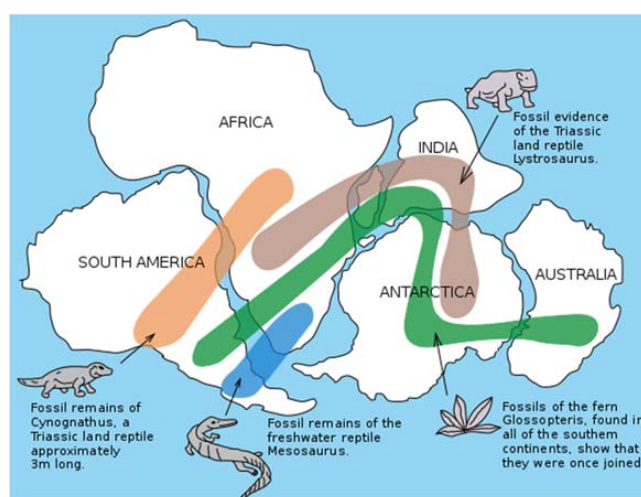 AFRICA
INDIA
Fossil evidence
of the Triassic
land reptile
Lystrosaurus.
SOUTH AMERICA
ANTARCTICA
AUSTRALIA
Fossil remains of
Cynognathus, a
Triassic land reptile
approximately
3m long.
Fossil remains of the
freshwater reptile
Mesosaurus.
Fossils of the fern
Glossopteris, found in
all of the southem
continents, show that
they were once joined